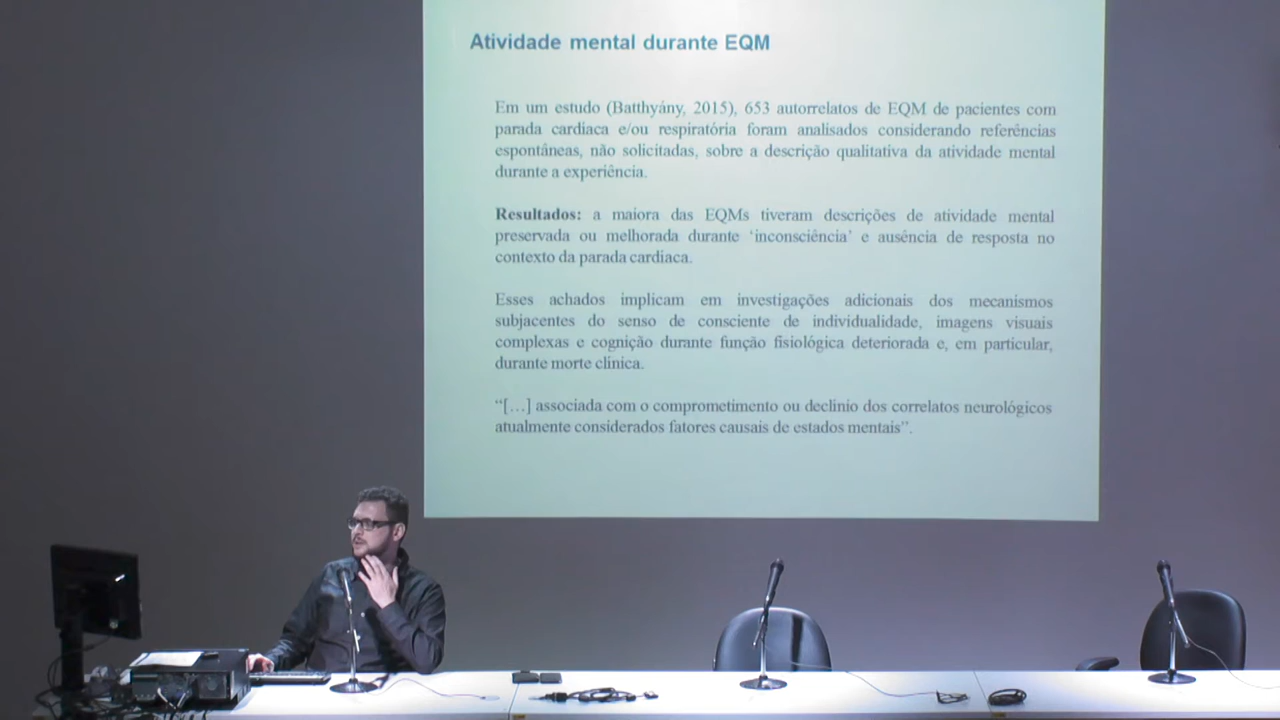 Atividade mental durante EQM
Em um estudo (Batthyány, 2015), 653 autorrelatos de EQM de pacientes com
parada cardíaca e/ou respiratória foram analisados considerando referências
espontâneas, não solicitadas, sobre a descrição qualitativa da atividade mental
durante a experiência.
Resultados: a maiora das EQMs tiveram descrições de atividade mental
preservada ou melhorada durante ‘inconsciência’ e ausência de resposta no
contexto da parada cardíaca.
Esses achados implicam em investigações adicionais dos mecanismos
subjacentes do senso de consciente de individualidade, imagens visuais
complexas e cognição durante função fisiológica deteriorada e, em particular,
durante morte clínica.
“[…] associada com o comprometimento ou declínio dos correlatos neurológicos
atualmente considerados fatores causais de estados mentais”.